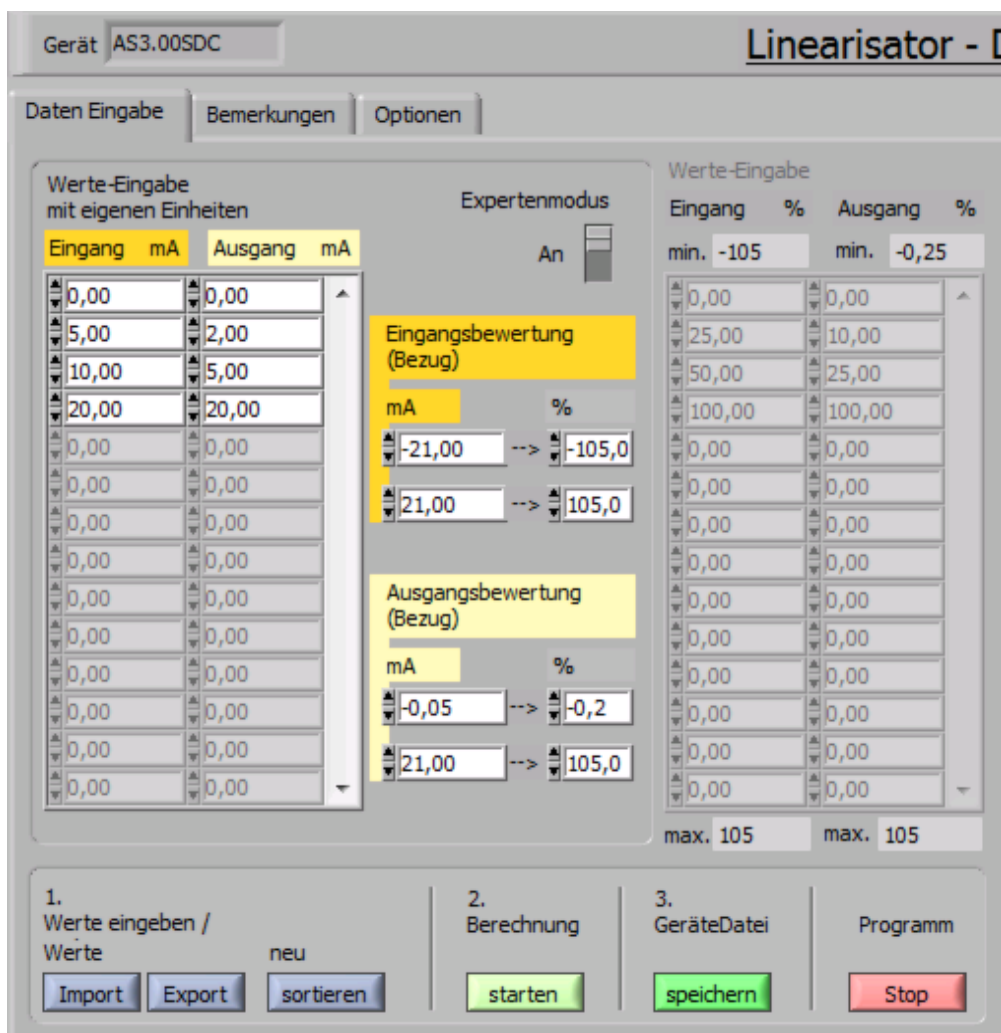 Gerät AS3.00SDC
Linearisator -
Daten Eingabe Bemerkungen Optionen
Werte-Eingabe
mit eigenen Einheiten
Eingang mA Ausgang mA
0,00 0,00
5,00 2,00
10,00 5,00
20,00 20,00
0,00 0,00
0,00 0,00
0,00 0,00
0,00 0,00
0,00 0,00
0,00 0,00
0,00 0,00
0,00 0,00
0,00 0,00
0,00 0,00
Expertenmodus
An
Eingangsbewertung
(Bezug)
mA %
-21,00 --> -105,0
21,00 --> 105,0
Ausgangsbewertung
(Bezug)
mA %
-0,05 --> -0,2
21,00 --> 105,0
Werte-Eingabe
Eingang % Ausgang %
min. -105 min. -0,25
0,00 0,00
25,00 10,00
50,00 25,00
100,00 100,00
0,00 0,00
0,00 0,00
0,00 0,00
0,00 0,00
0,00 0,00
0,00 0,00
0,00 0,00
0,00 0,00
0,00 0,00
0,00 0,00
max. 105 max. 105
1.
Werte eingeben /
Werte neu
Import Export sortieren
2.
Berechnung
starten
3.
GeräteDatei
speichern
Programm
Stop